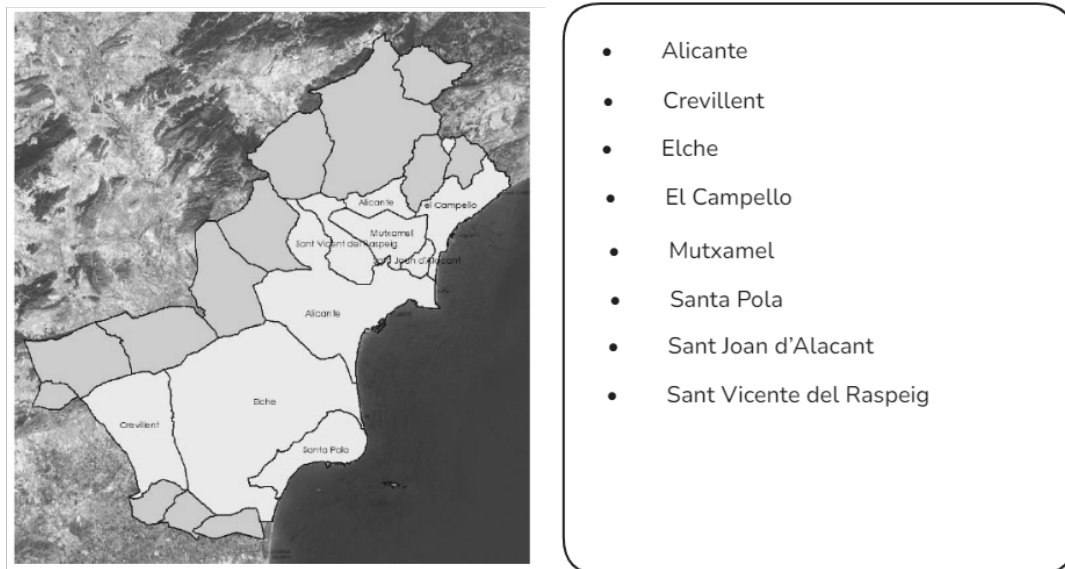 Alicante
el Campello
Mutxamel
Sant Vicent del Raspeig
Sant Joan d'Alacant
Alicante
Elche
Crevillent
Santa Pola
• Alicante
• Crevillent
• Elche
• El Campello
• Mutxamel
• Santa Pola
• Sant Joan d’Alacant
• Sant Vicente del Raspeig